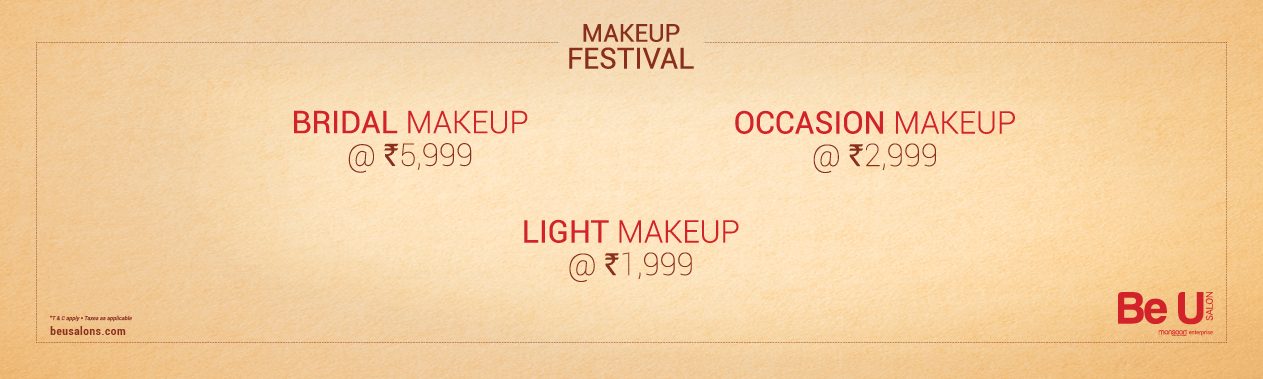 MAKEUP
FESTIVAL
BRIDAL MAKEUP
@ ₹5,999
OCCASION MAKEUP
@ ₹2,999
LIGHT MAKEUP
@ ₹1,999
*T & C apply • Taxes as applicable
beusalons.com
Be U SALON
monsoon enterprise